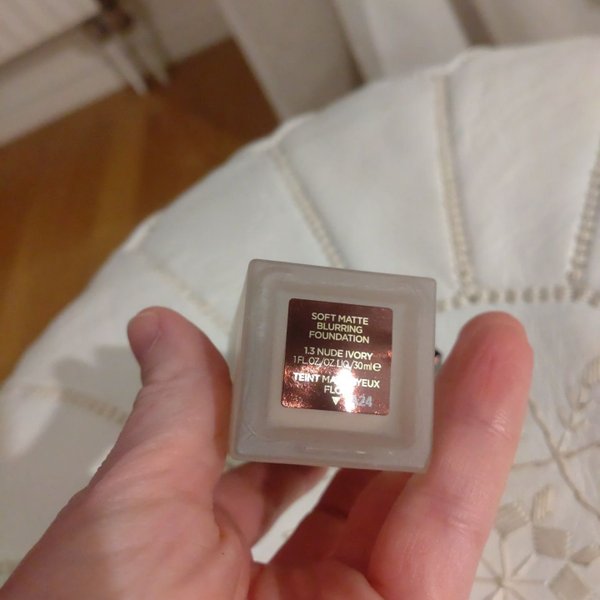 SOFT MATTE
BLURRING
FOUNDATION
1.3 NUDE IVORY
1 FL.OZ/OZ.LIQ/30ml e
TEINT